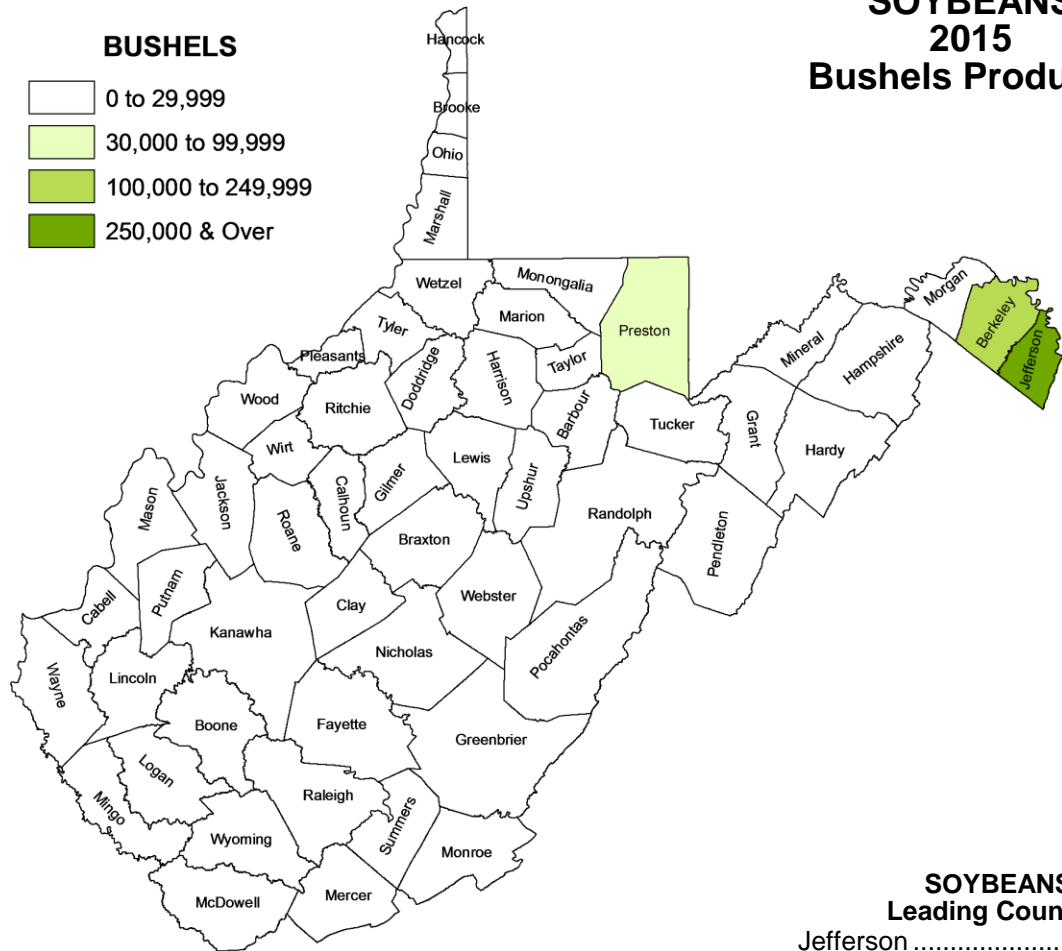 SOYBEANS
2015
Bushels Produ
BUSHELS
0 to 29,999
30,000 to 99,999
100,000 to 249,999
250,000 & Over
Hancock
Brooke
Ohio
Marshall
Wetzel
Monongalia
Marion
Preston
Morgan
Berkeley
Jefferson
Tyler
Pleasants
Doddridge
Harrison
Taylor
Mineral
Hampshire
Wood
Ritchie
Barbour
Tucker
Grant
Hardy
Wirt
Lewis
Gilmer
Upshur
Calhoun
Jackson
Mason
Roane
Randolph
Braxton
Pendleton
Webster
Clay
Putnam
Cabell
Kanawha
Nicholas
Pocahontas
Wayne
Lincoln
Boone
Fayette
Greenbrier
Logan
Mingo
Raleigh
Summers
Wyoming
Monroe
McDowell
Mercer
SOYBEANS
Leading Coun
Jefferson ......................